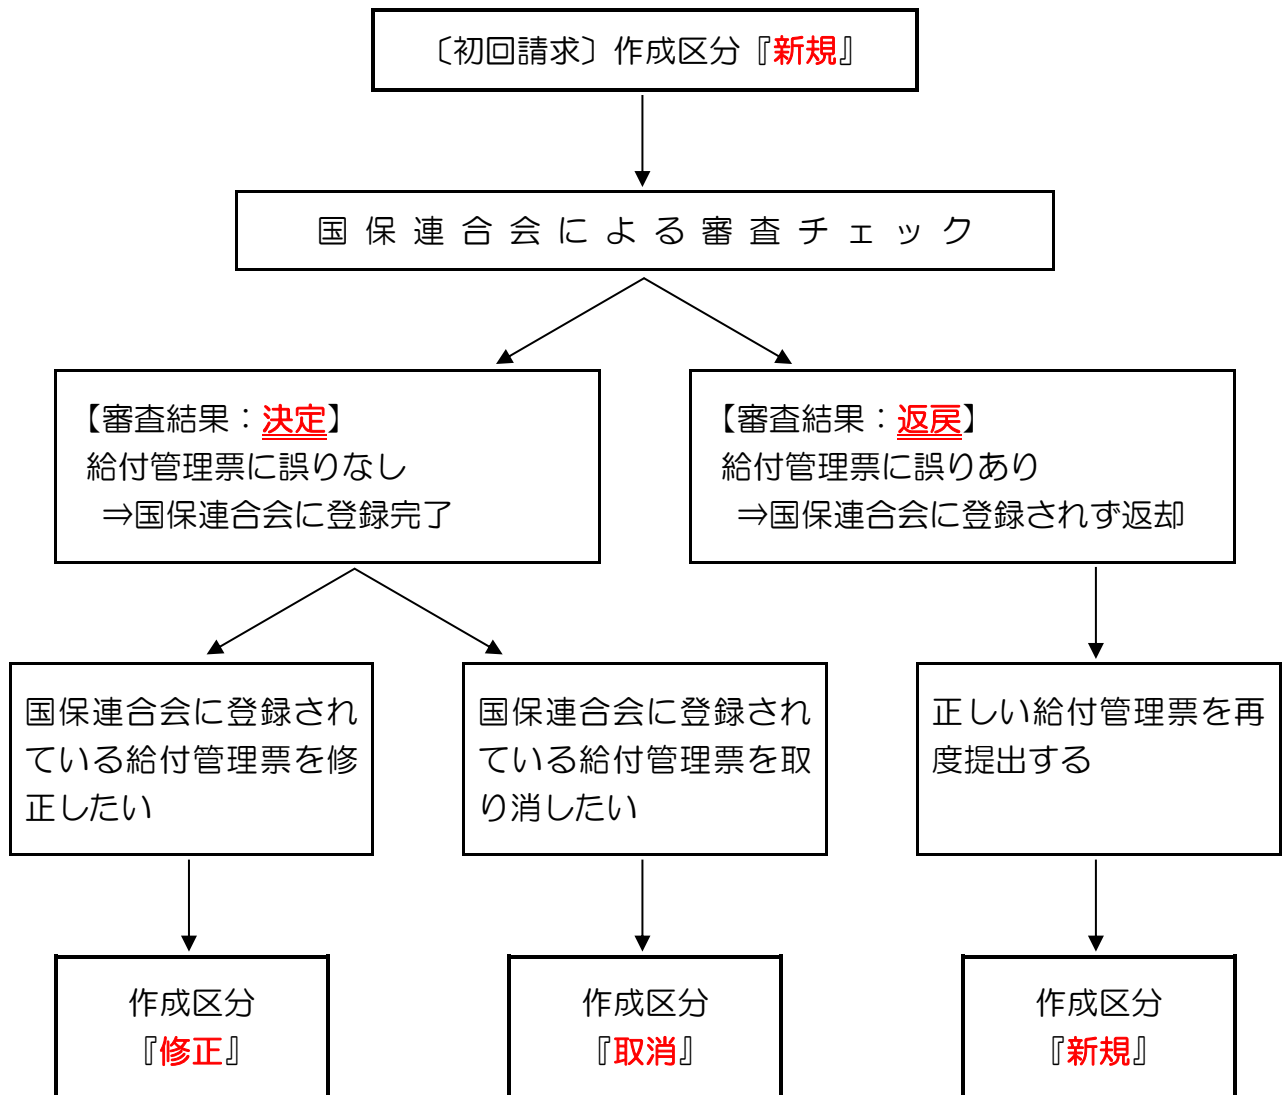 〔初回請求〕作成区分『新規』
国保連合会による審査チェック
【審査結果：決定】
給付管理票に誤りなし
⇒国保連合会に登録完了
【審査結果：返戻】
給付管理票に誤りあり
⇒国保連合会に登録されず返却
国保連合会に登録され
ている給付管理票を修
正したい
国保連合会に登録され
ている給付管理票を取
り消したい
正しい給付管理票を再
度提出する
作成区分
『修正』
作成区分
『取消』
作成区分
『新規』